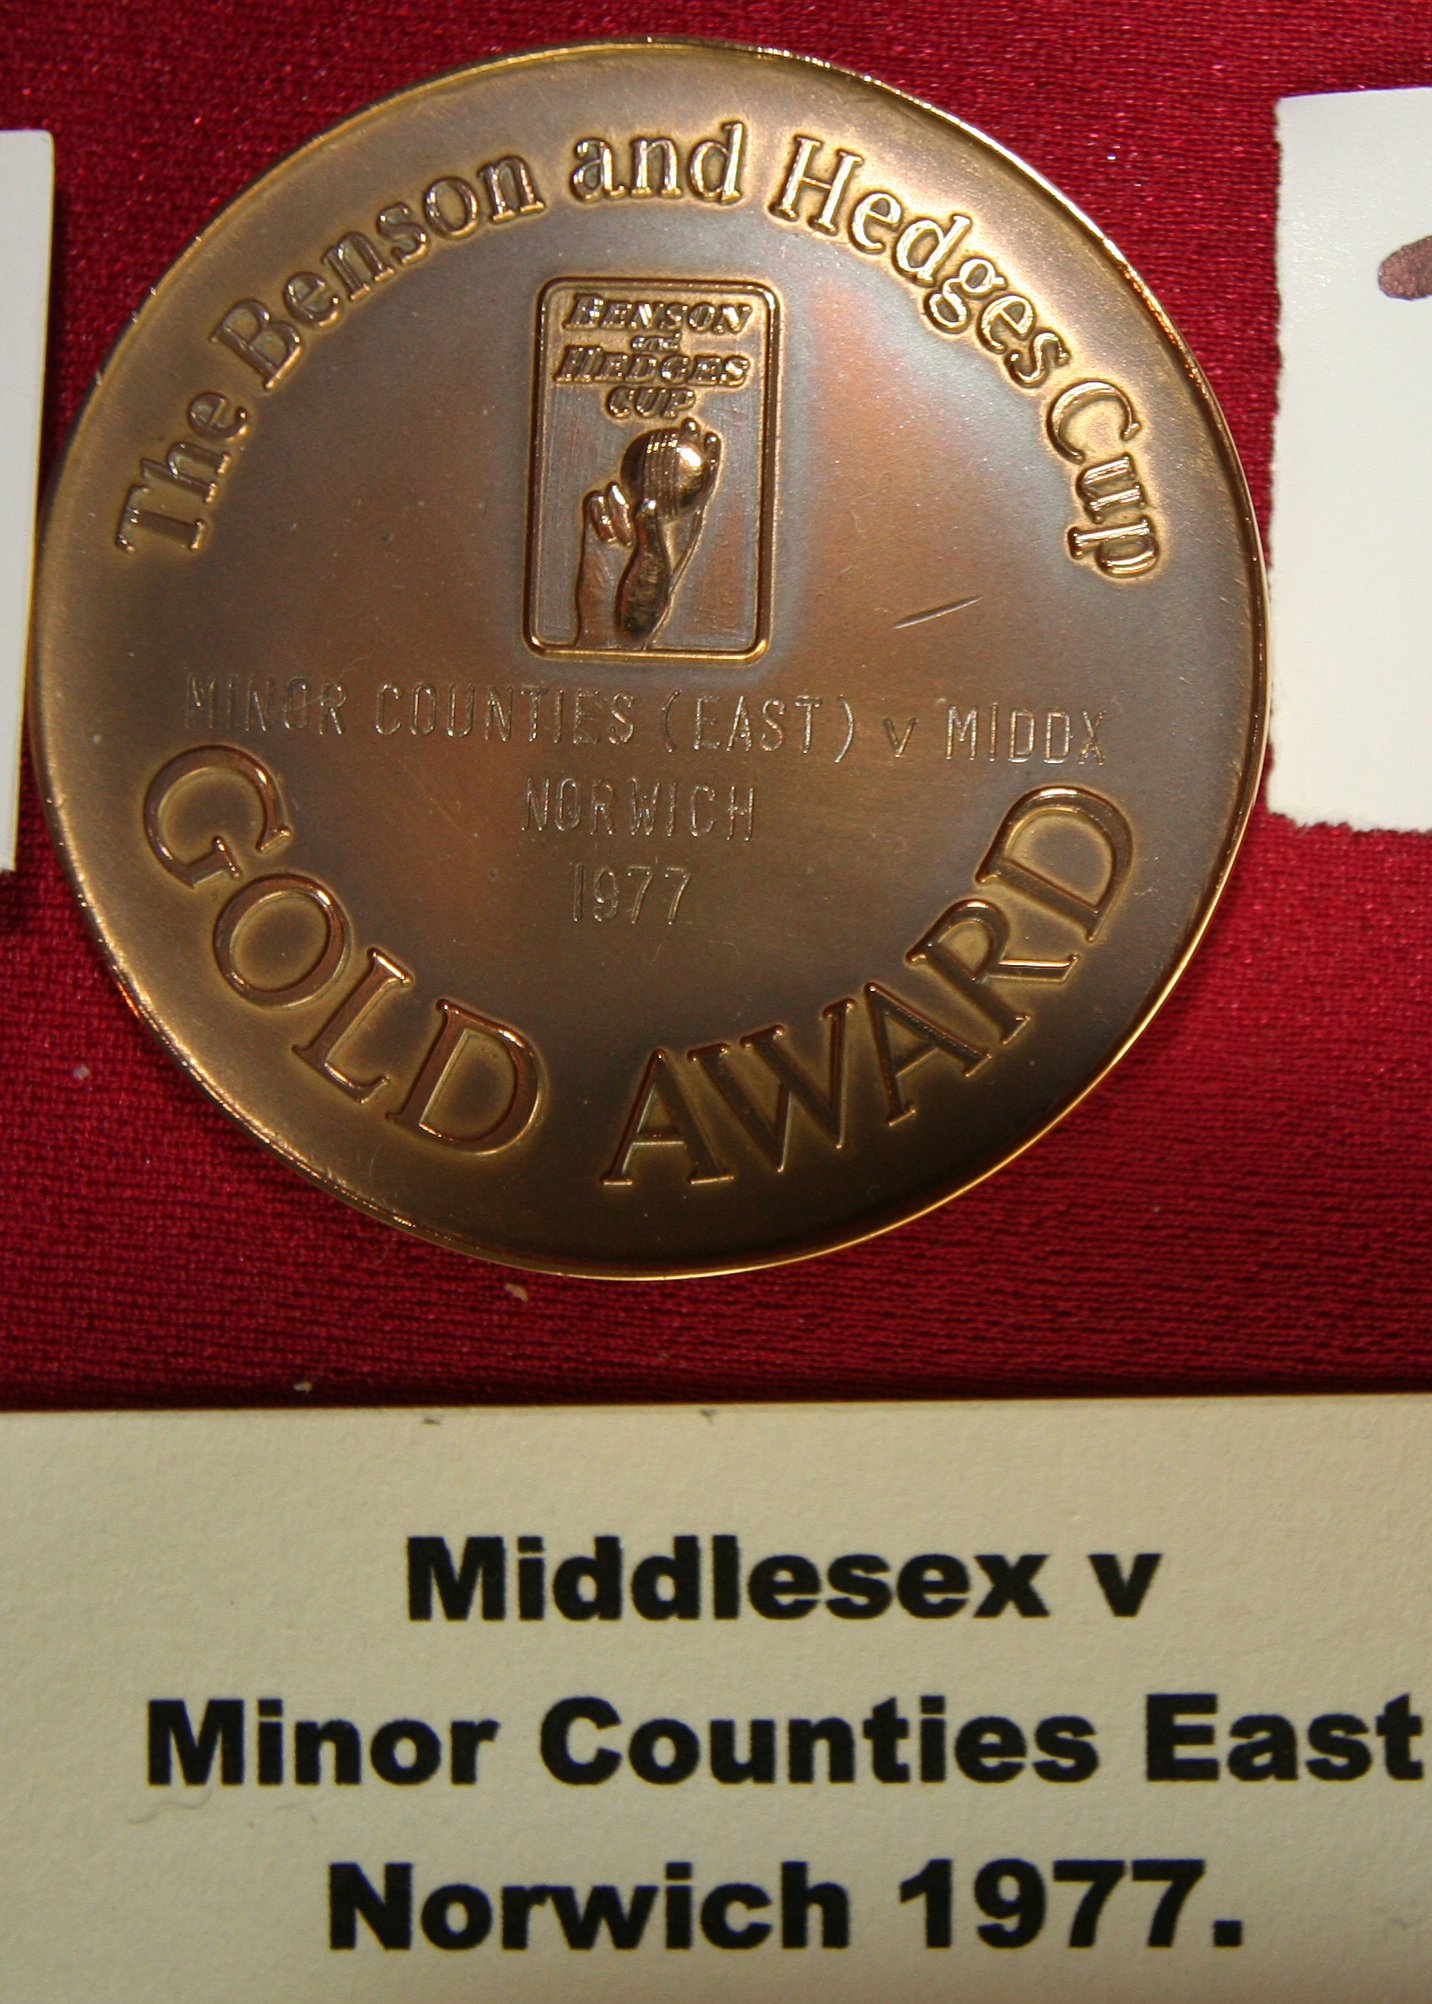 The Benson and Hedges Cup
BENSON
and
HEDGES
CUP
MINOR COUNTIES (EAST) v MIDDX
NORWICH
1977
GOLD AWARD
Middlesex v
Minor Counties East
Norwich 1977.